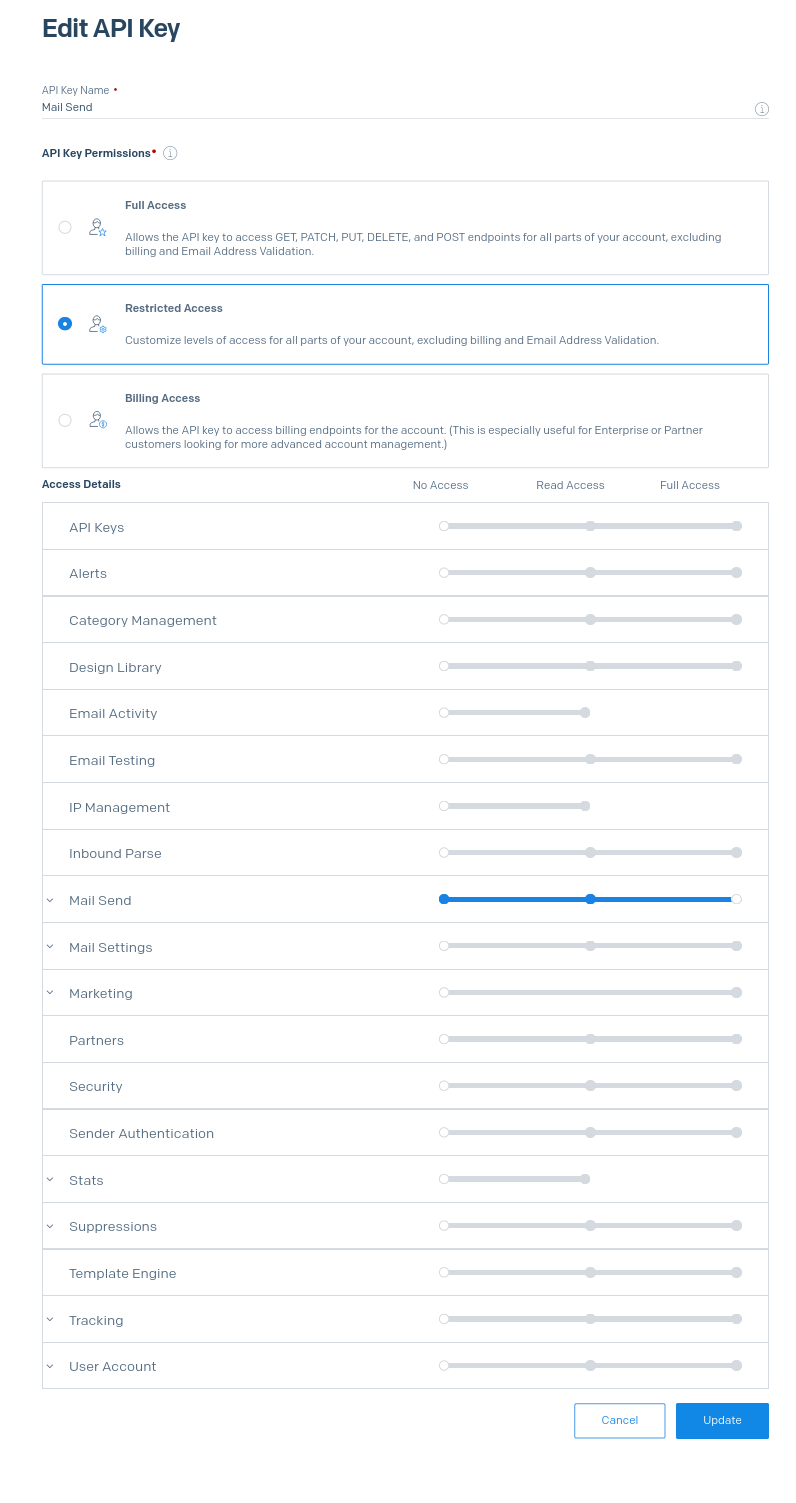 Edit API Key
API Key Name •
Mail Send
API Key Permissions•
Full Access
Allows the API key to access GET, PATCH, PUT, DELETE, and POST endpoints for all parts of your account, excluding
billing and Email Address Validation.
Restricted Access
Customize levels of access for all parts of your account, excluding billing and Email Address Validation.
Billing Access
Allows the API key to access billing endpoints for the account. (This is especially useful for Enterprise or Partner
customers looking for more advanced account management.)
Access Details No Access Read Access Full Access
API Keys
Alerts
Category Management
Design Library
Email Activity
Email Testing
IP Management
Inbound Parse
Mail Send
Mail Settings
Marketing
Partners
Security
Sender Authentication
Stats
Suppressions
Template Engine
Tracking
User Account
Cancel Update